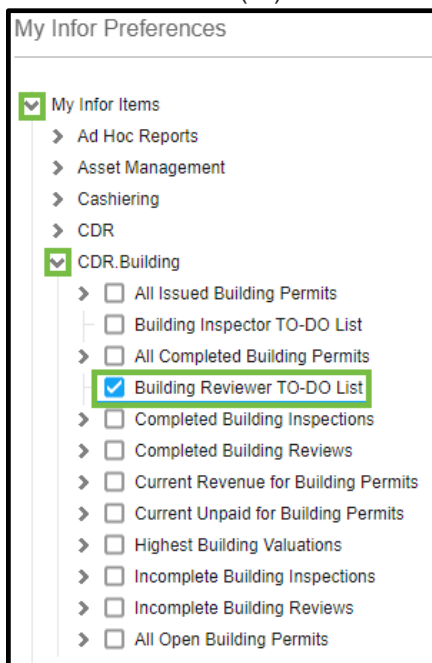 My Infor Preferences
My Infor Items
Ad Hoc Reports
Asset Management
Cashiering
CDR
CDR.Building
All Issued Building Permits
Building Inspector TO-DO List
All Completed Building Permits
Building Reviewer TO-DO List
Completed Building Inspections
Completed Building Reviews
Current Revenue for Building Permits
Current Unpaid for Building Permits
Highest Building Valuations
Incomplete Building Inspections
Incomplete Building Reviews
All Open Building Permits